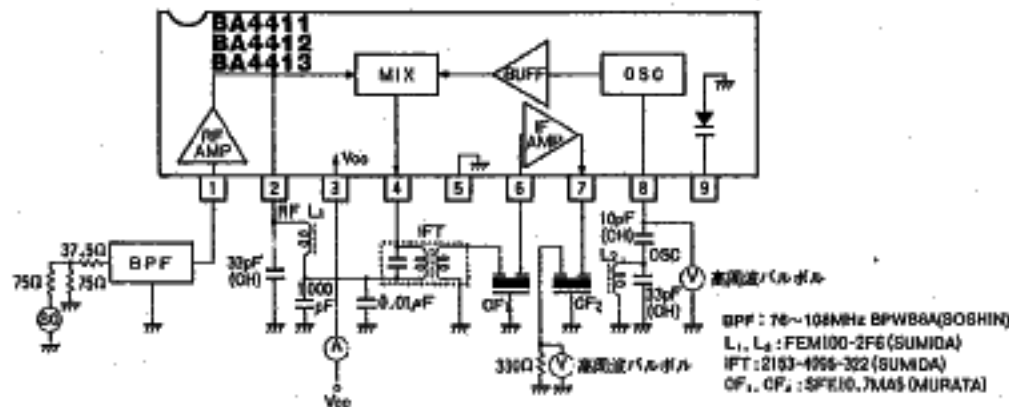 BA4411
BA4412
BA4413
MIX
BUFF
OSC
RF
AMP
IF
AMP
Vcc
1
2
3
4
5
6
7
8
9
RF L₁
IFT
10pF
(CH)
OSC
37.5Ω
75Ω
75Ω
BPF
SG
33pF
(CH)
1000
pF
0.01μF
CF₁
CF₂
L₂
33pF
(CH)
V
高周波バルボル
330Ω
V
高周波バルボル
A
Vcc
BPF : 76～108MHz BPWB6A(SOSHIN)
L₁, L₂ : FEM100-2F6 (SUMIDA)
IFT : 2153-4095-322 (SUMIDA)
CF₁, CF₂ : SFE10.7MA5 (MURATA)